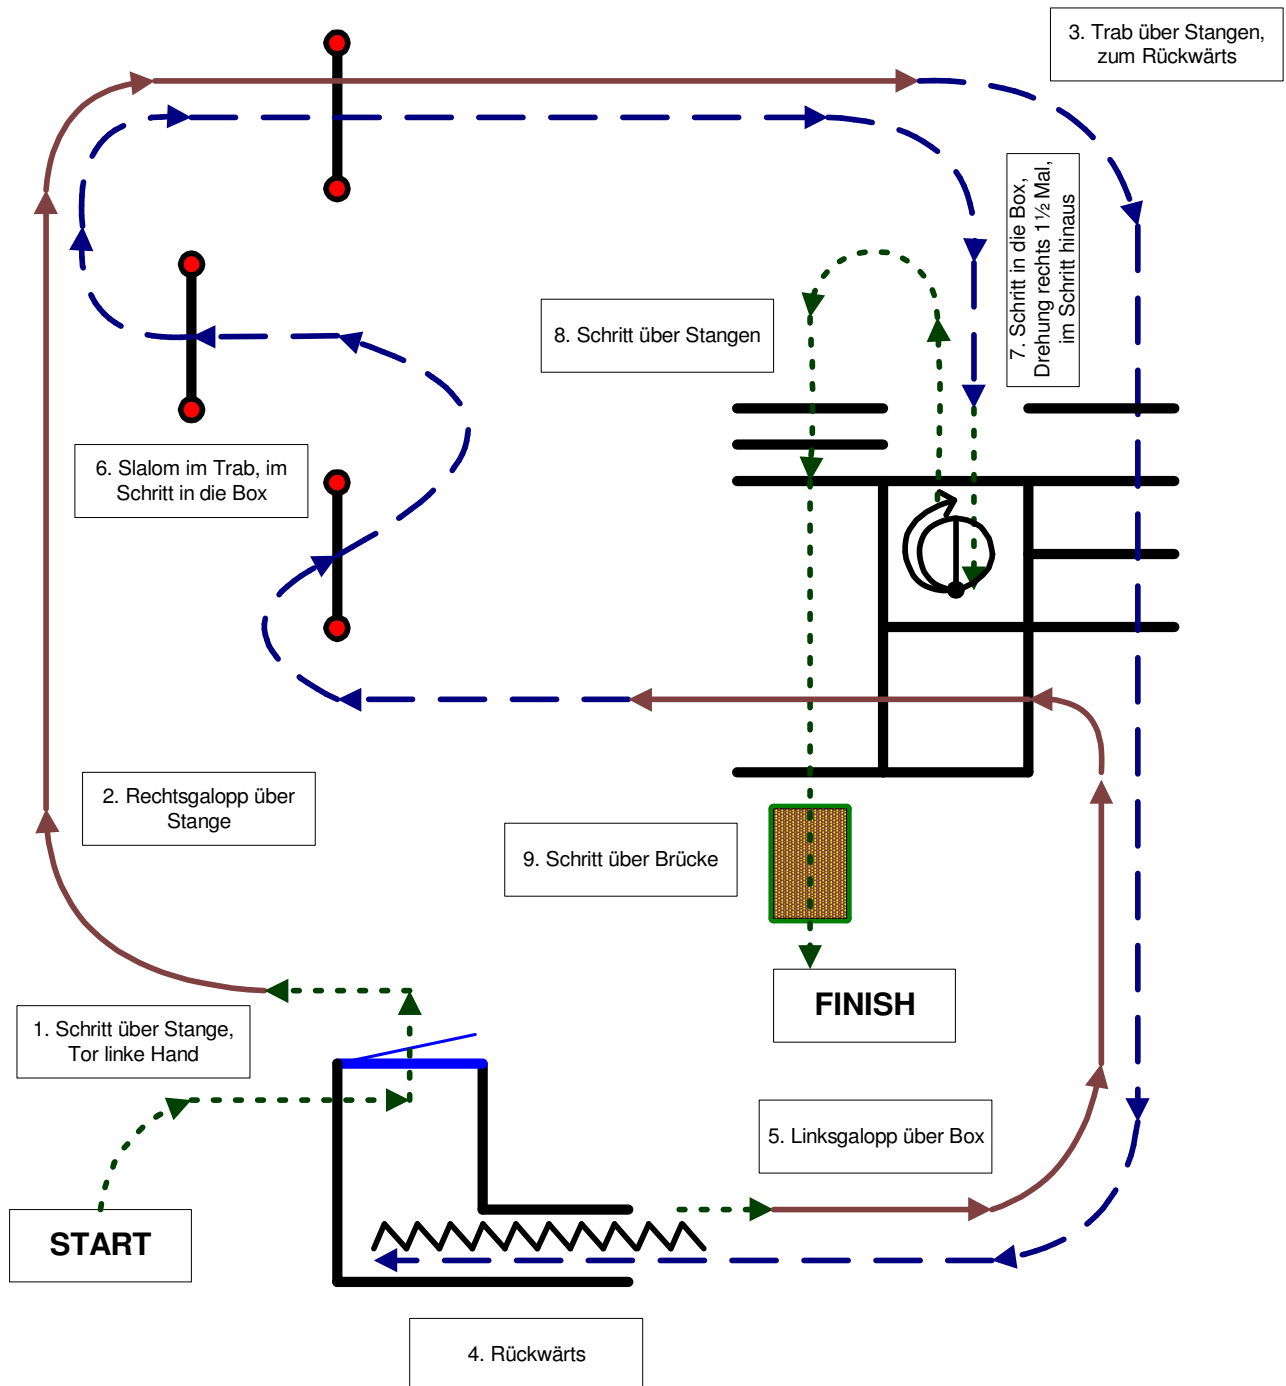 3. Trab über Stangen,
zum Rückwärts
7. Schritt in die Box,
Drehung rechts 1½ Mal,
im Schritt hinaus
8. Schritt über Stangen
6. Slalom im Trab, im
Schritt in die Box
2. Rechtsgalopp über
Stange
9. Schritt über Brücke
FINISH
1. Schritt über Stange,
Tor linke Hand
5. Linksgalopp über Box
START
4. Rückwärts